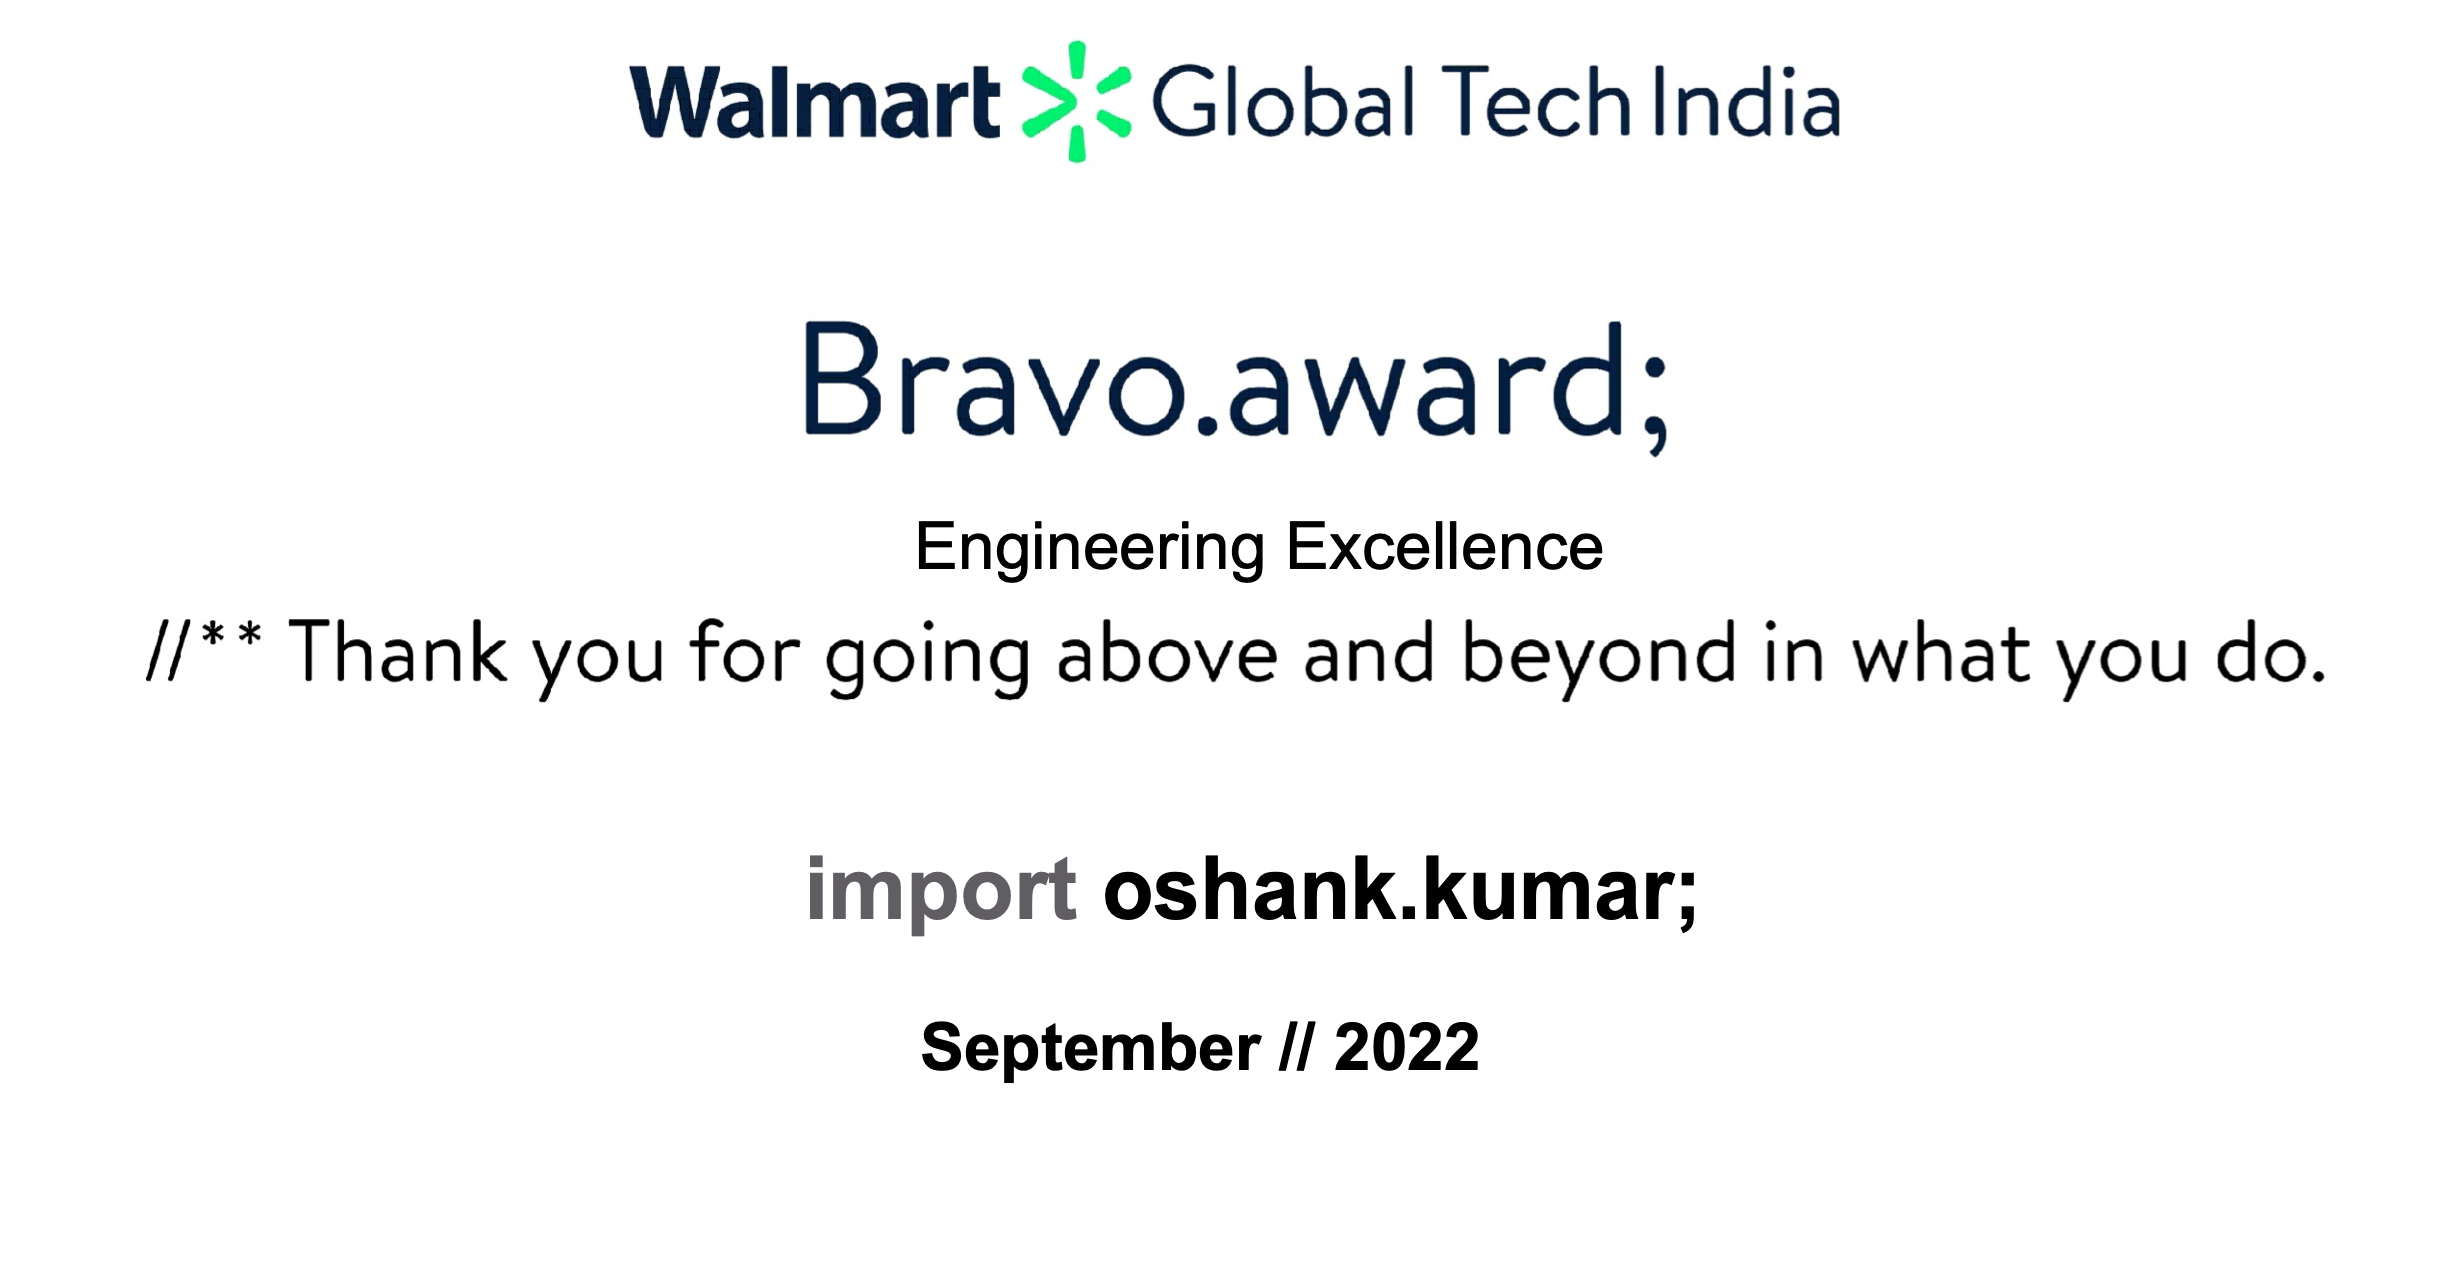 Walmart Global Tech India
Bravo.award;
Engineering Excellence
//** Thank you for going above and beyond in what you do.
import oshank.kumar;
September // 2022